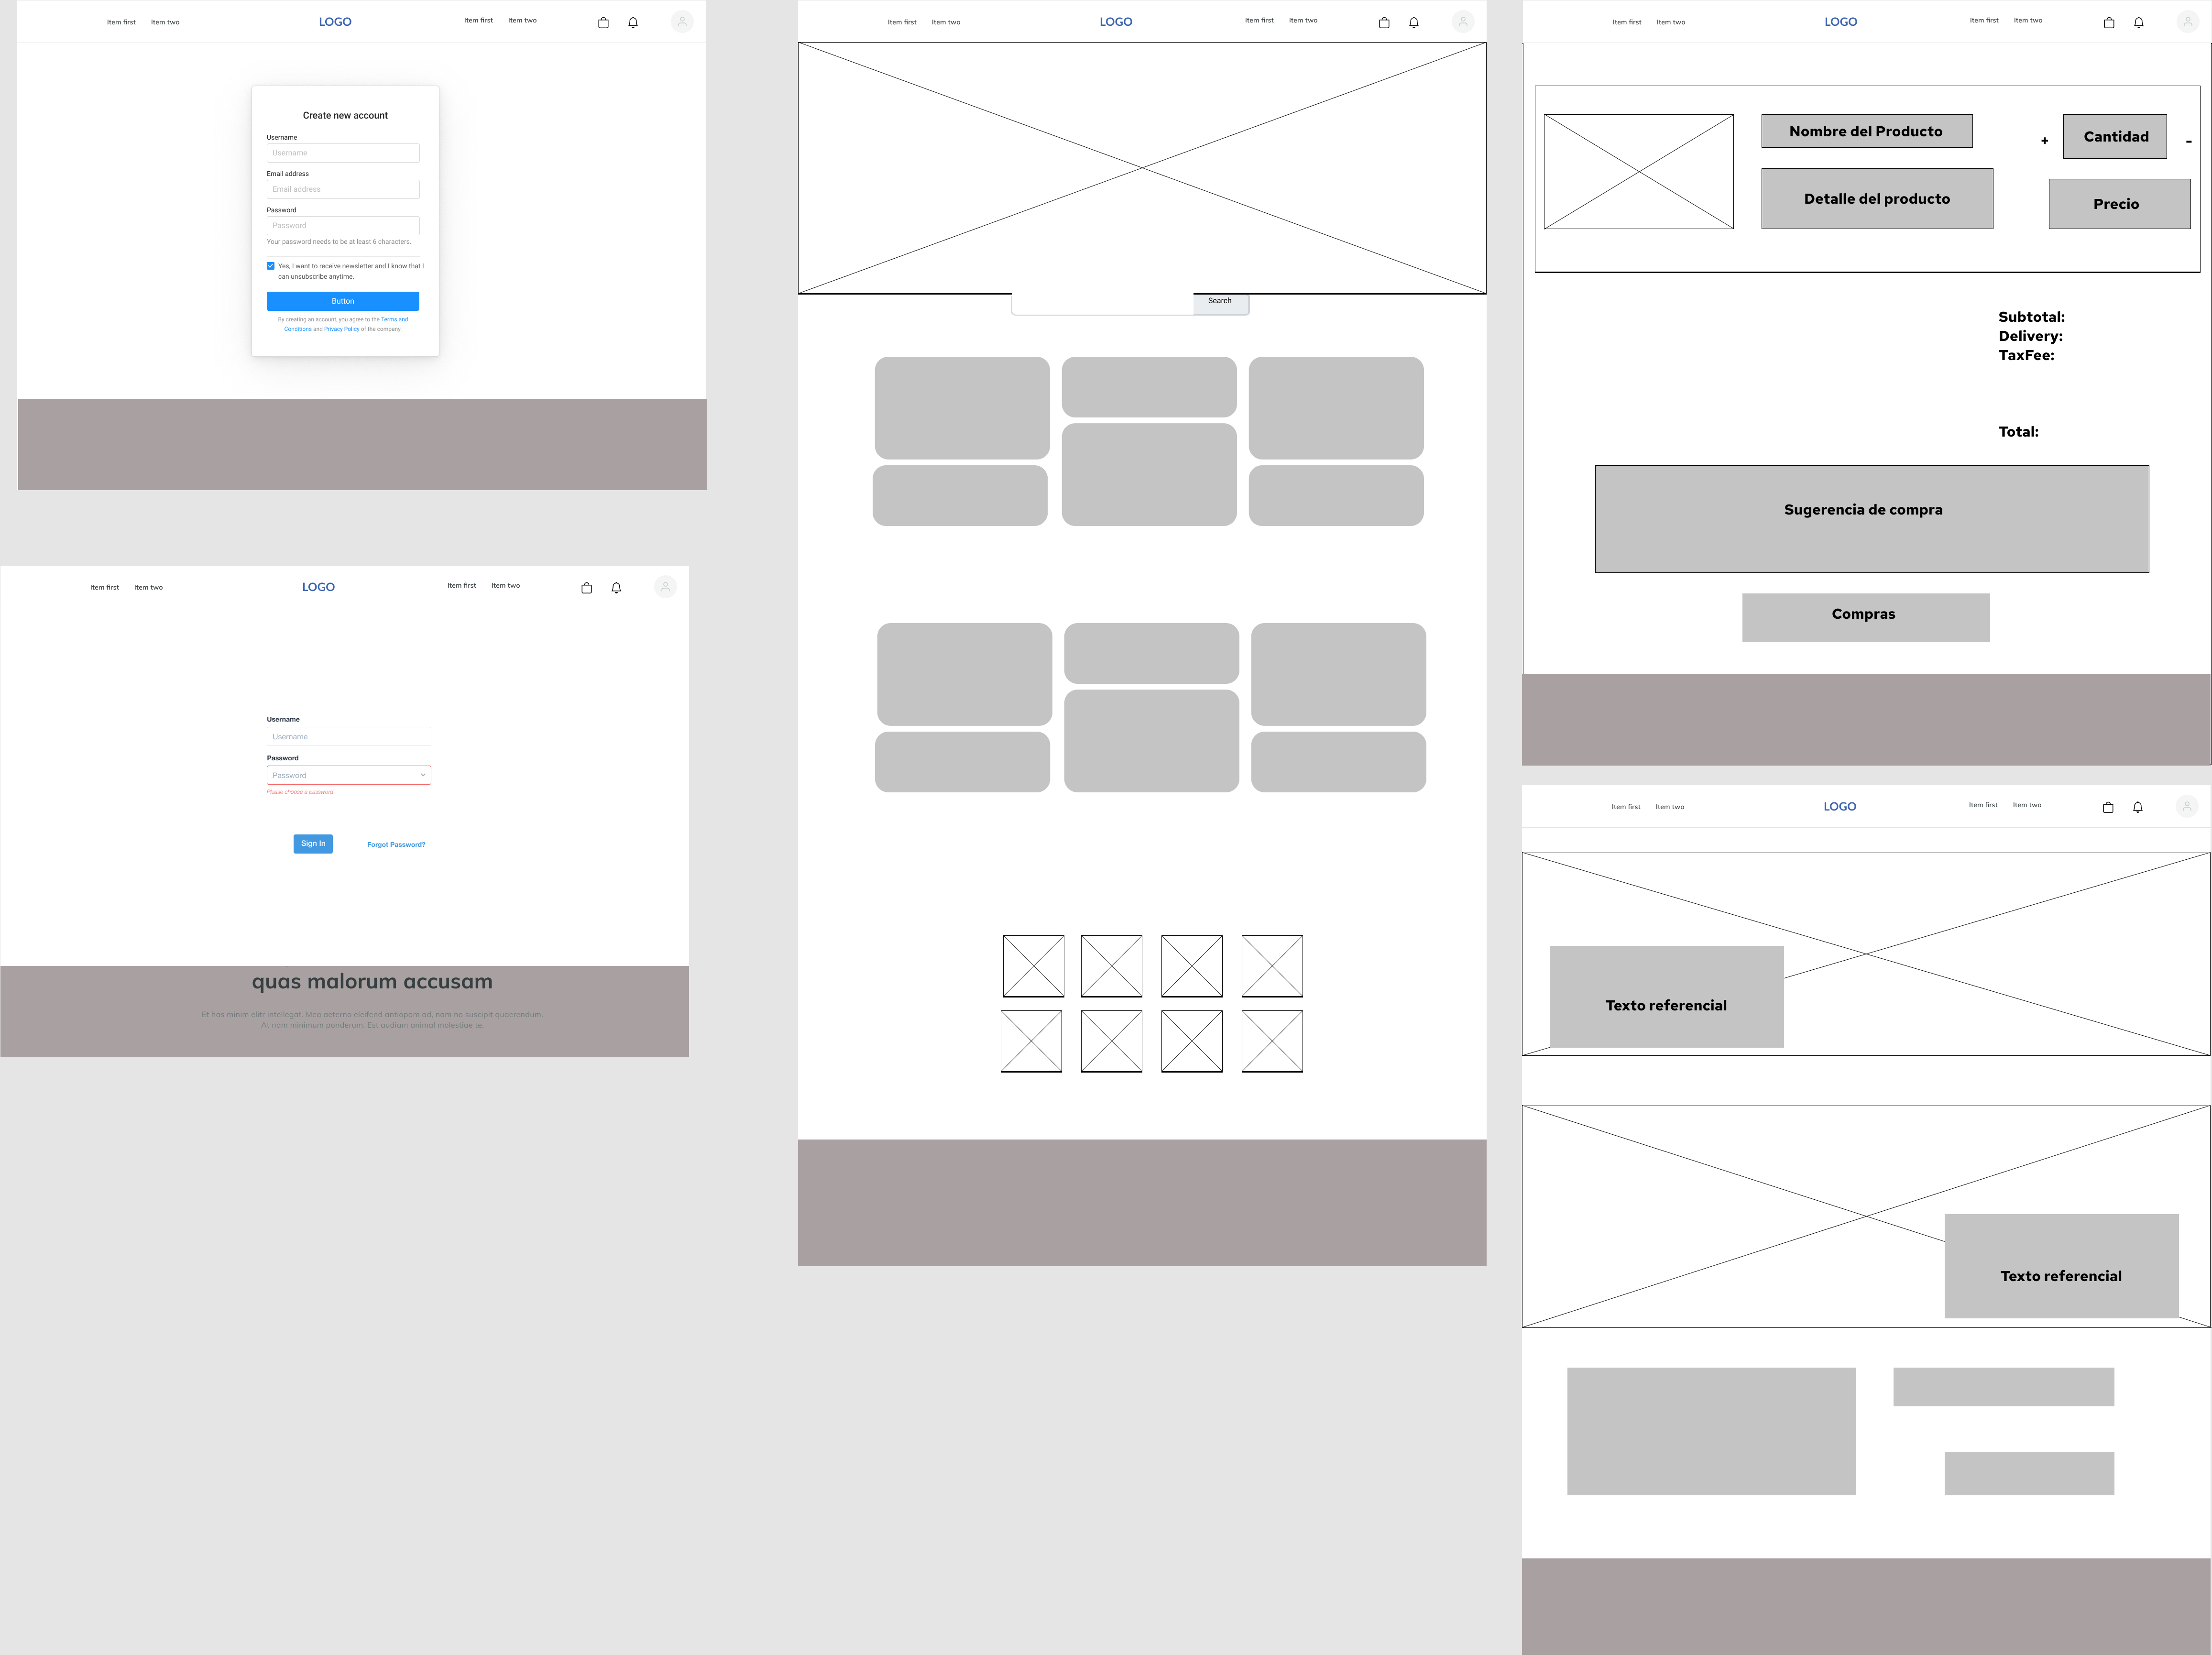 Item first Item two LOGO Item first Item two
Create new account
Username
Username
Email address
Email address
Password
Password
Your password needs to be at least 6 characters.
Yes, I want to receive newsletter and I know that I
can unsubscribe anytime.
Button
By creating an account, you agree to the Terms and
Conditions and Privacy Policy of the company.
Item first Item two LOGO Item first Item two
Username
Username
Password
Password
Please choose a password.
Sign In Forgot Password?
quas malorum accusam
Et has minim elitr intellegat. Mea aeterno eleifend antiopam ad, nam no suscipit quaerendum.
At nam minimum ponderum. Est audiam animal molestiae te.
Item first Item two LOGO Item first Item two
Search
Item first Item two LOGO Item first Item two
Nombre del Producto
+ Cantidad -
Detalle del producto
Precio
Subtotal:
Delivery:
TaxFee:
Total:
Sugerencia de compra
Compras
Item first Item two LOGO Item first Item two
Texto referencial
Texto referencial